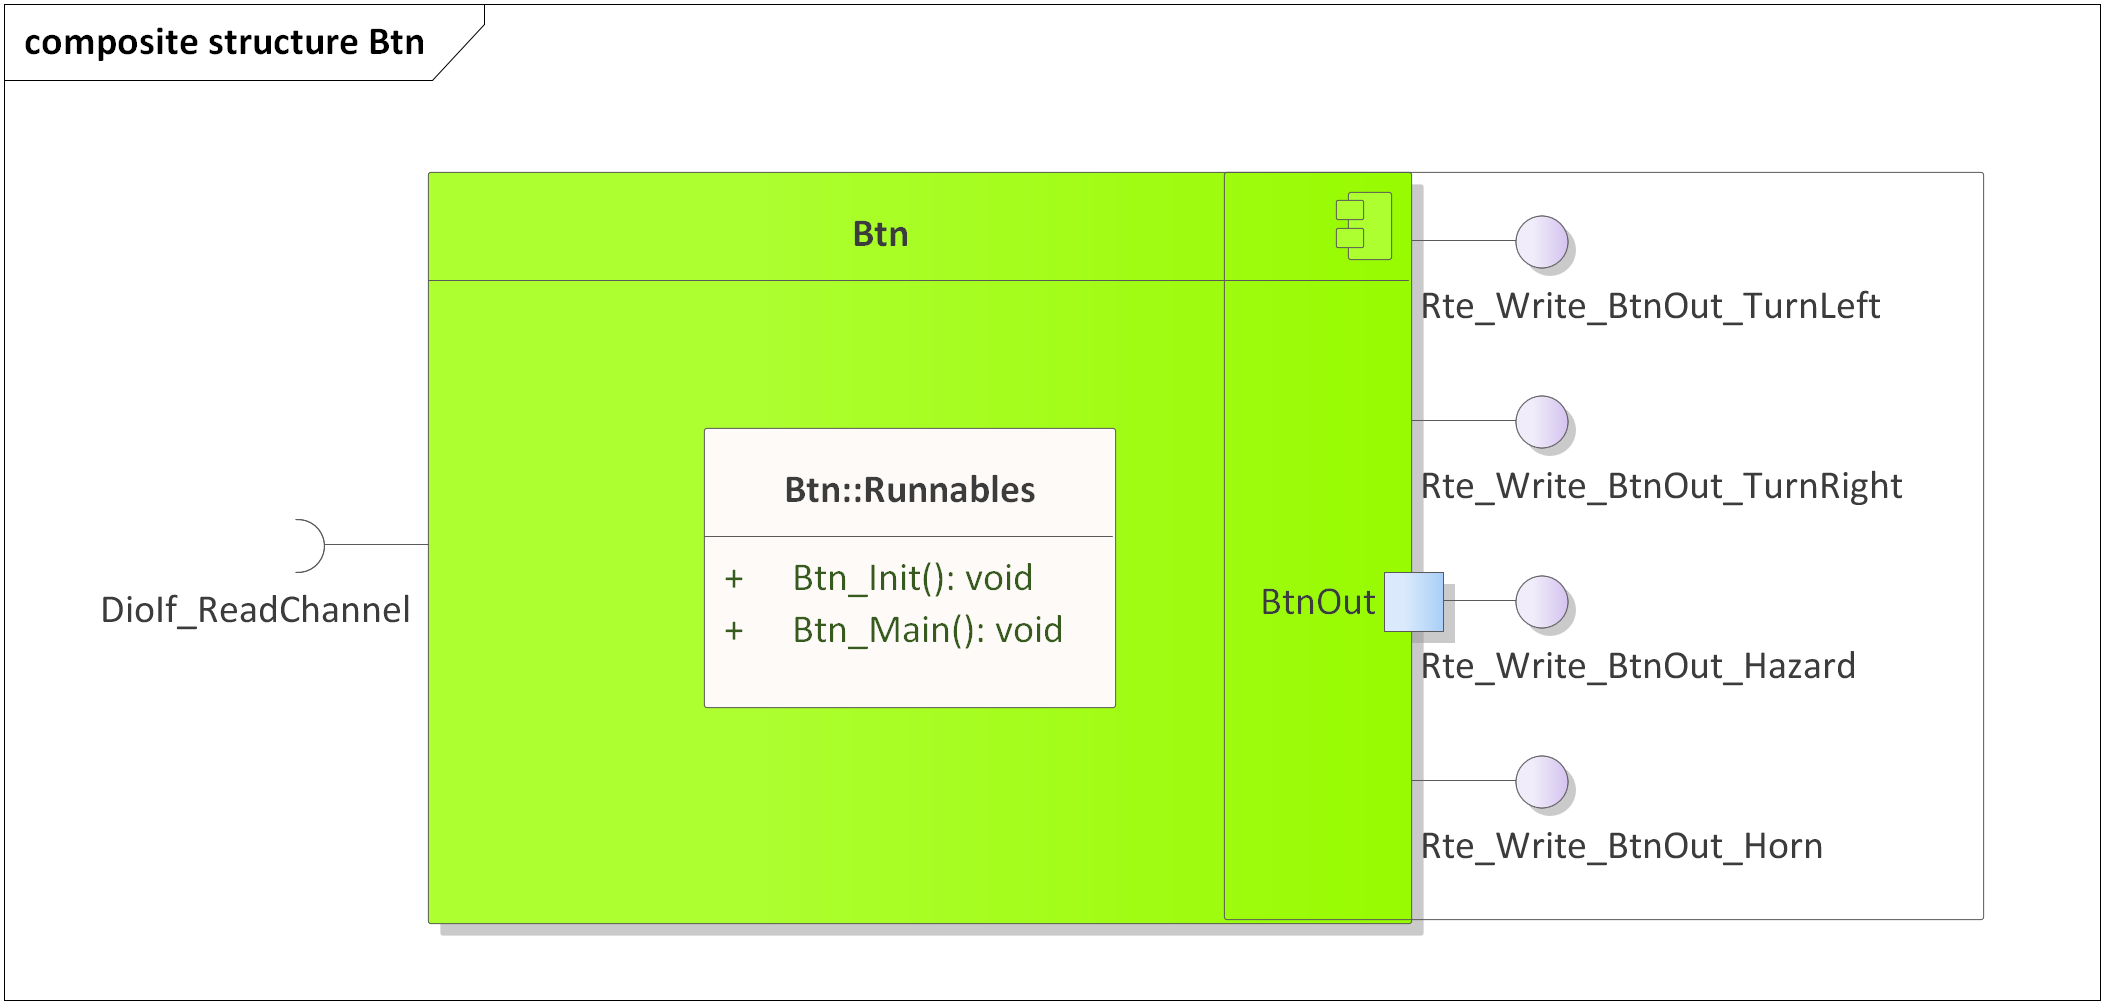 composite structure Btn
Btn
Rte_Write_BtnOut_TurnLeft
Btn::Runnables
Rte_Write_BtnOut_TurnRight
+ Btn_Init(): void
+ Btn_Main(): void
DioIf_ReadChannel
BtnOut
Rte_Write_BtnOut_Hazard
Rte_Write_BtnOut_Horn